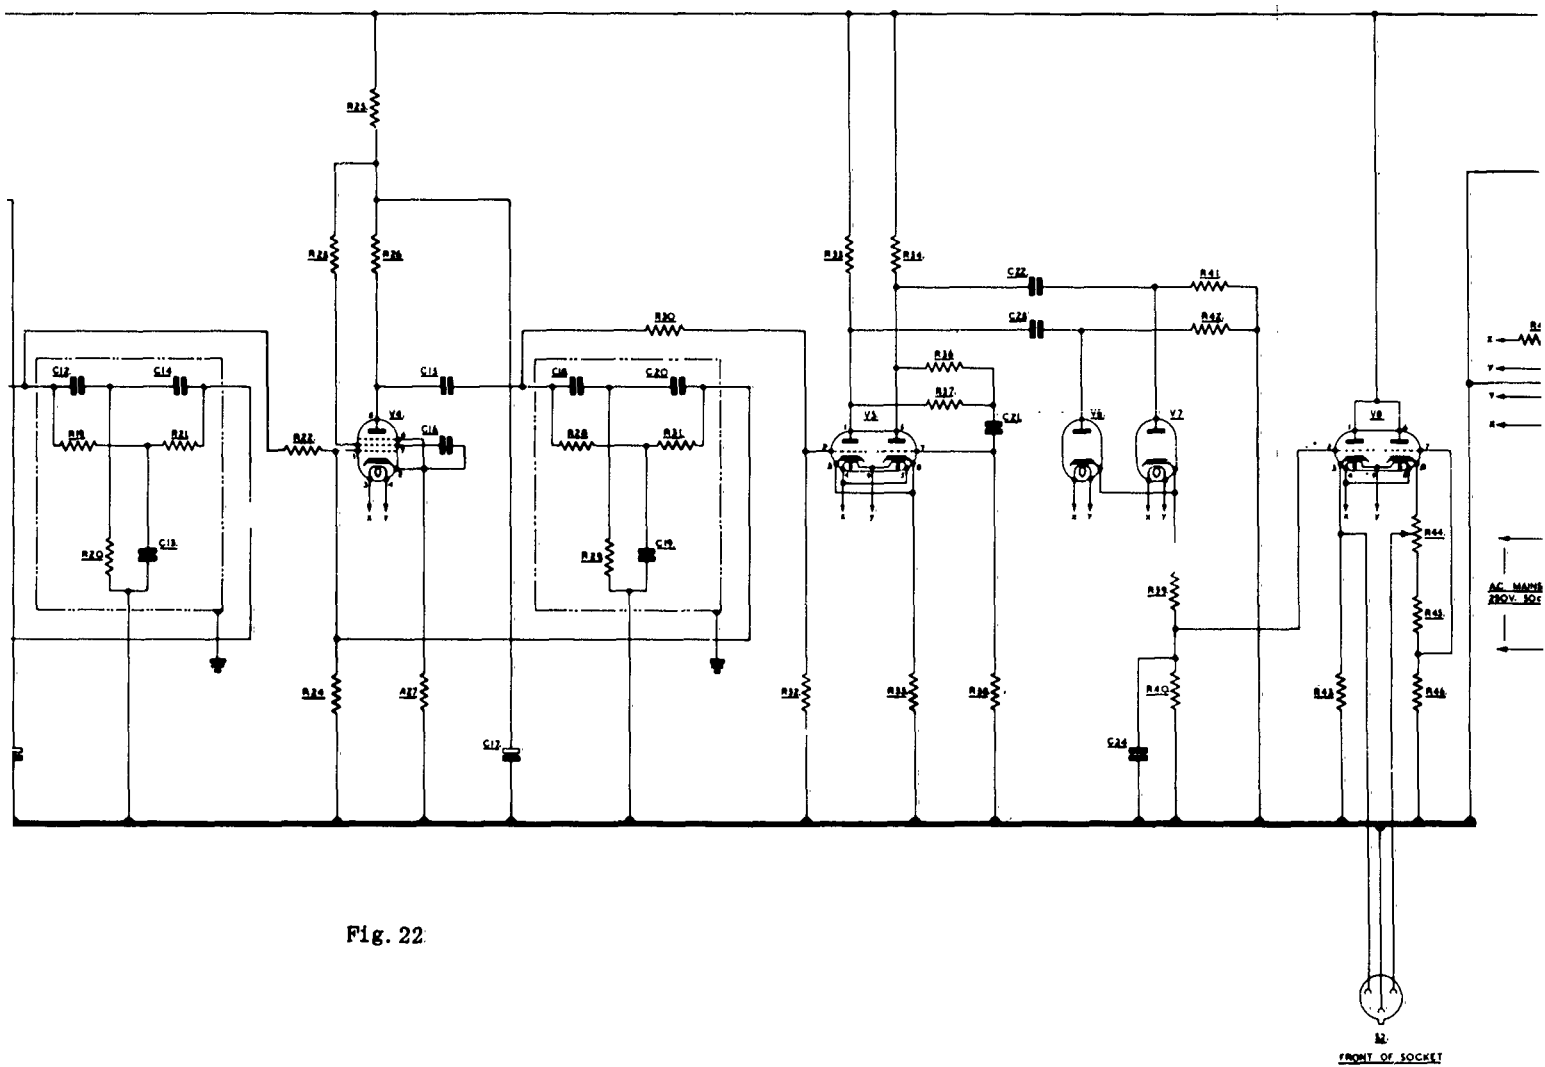 R25
R23
R26
R33
R34
C22
R41
C23
R42
R30
R36
R37
C12
C14
C15
C18
C20
V4
C16
V5
C21
V6
V7
V8
R19
R21
R22
R28
R31
X Y
X Y
X Y
X Y
X Y
R20
C13
R29
C19
R44
R39
R45
AC MAINS
R24
R27
R32
R35
R38
R40
R43
R46
C17
C24
Fig. 22
S2
FRONT OF SOCKET